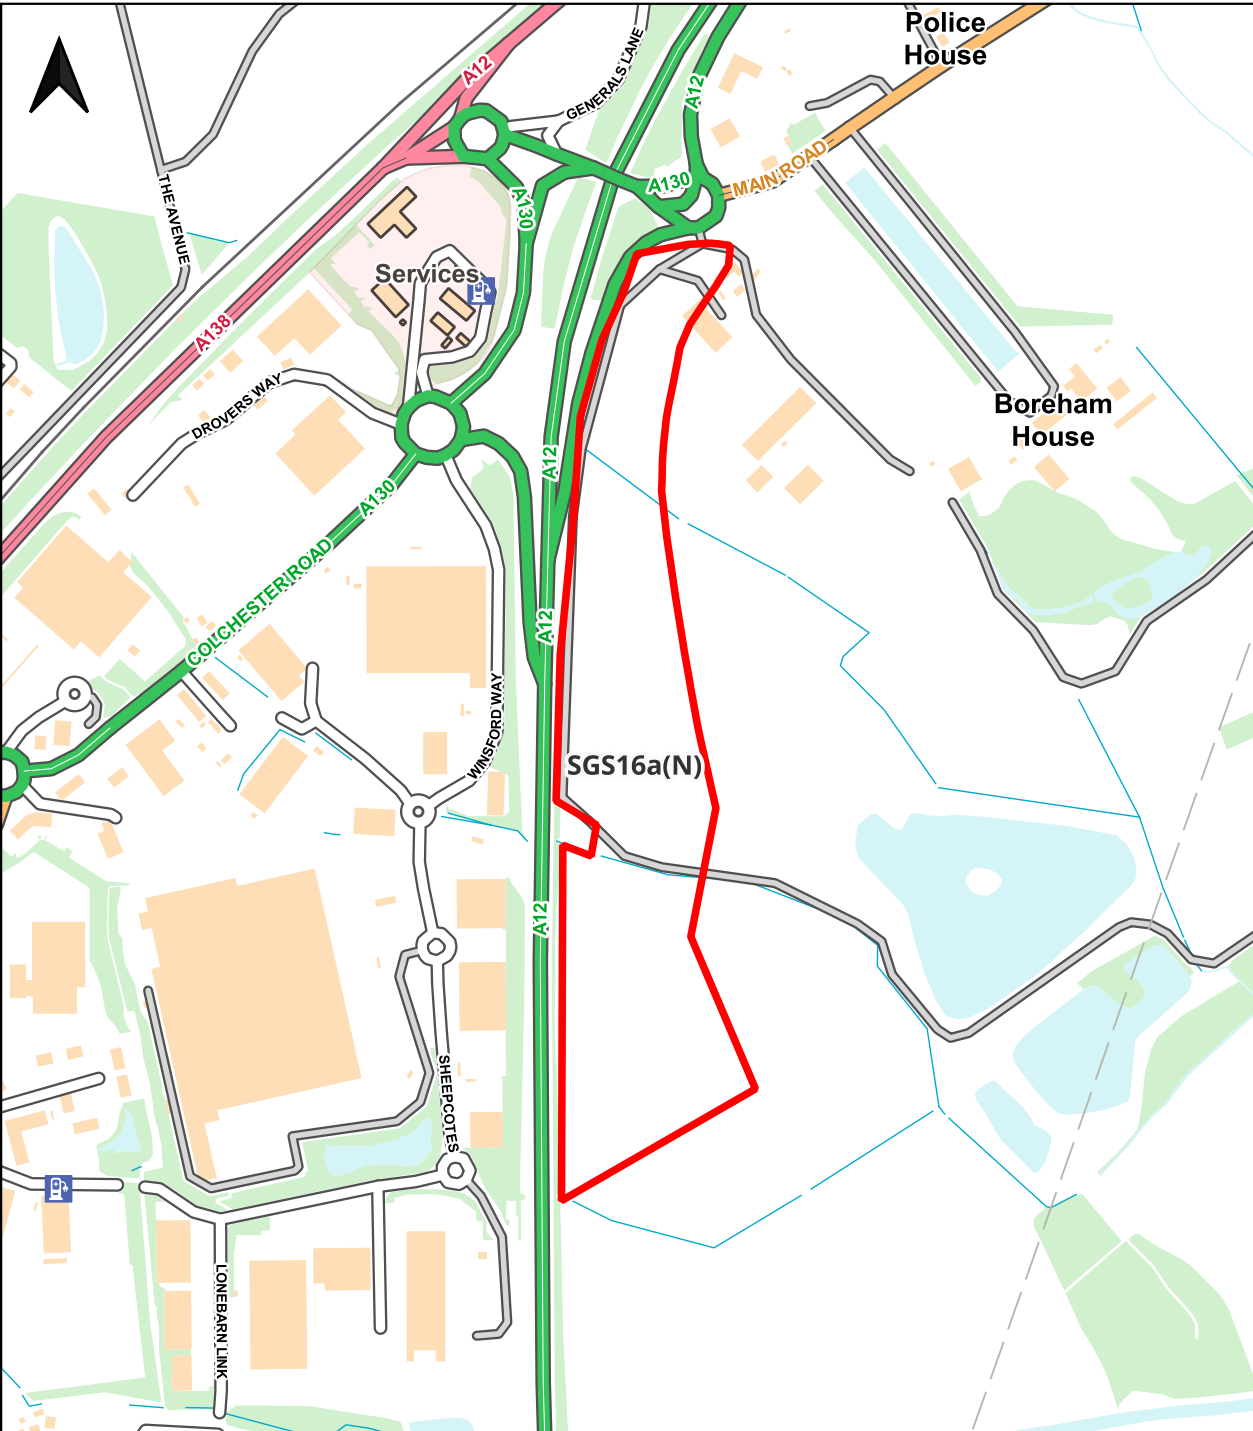 Police
House
A12
GENERALS LANE
A12
MAIN ROAD
A130
THE AVENUE
A130
Services
A138
DROVERS WAY
Boreham
House
A12
A130
COLCHESTER ROAD
A12
WINSFORD WAY
SGS16a(N)
A12
SHEEPCOTES
LONEBARN LINK